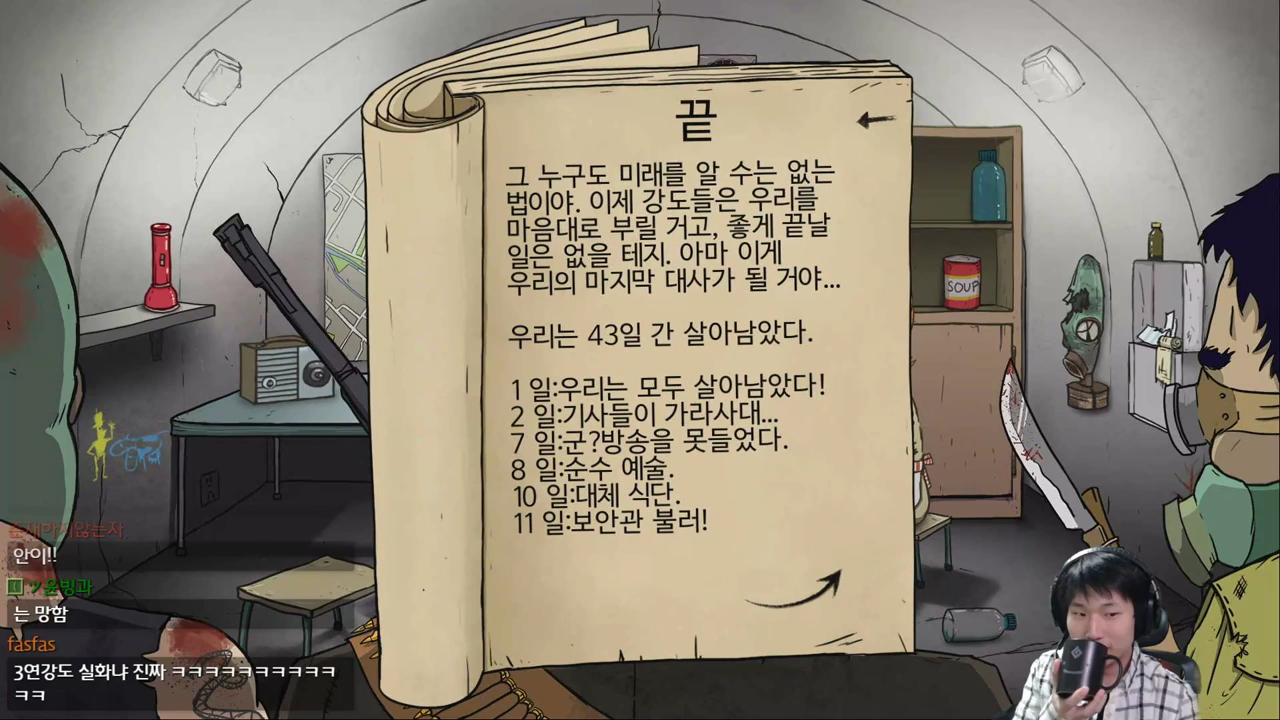 끝
그 누구도 미래를 알 수는 없는
법이야. 이제 강도들은 우리를
마음대로 부릴 거고, 좋게 끝날
일은 없을 테지. 아마 이게
우리의 마지막 대사가 될 거야...
우리는 43일 간 살아남았다.
1 일:우리는 모두 살아남았다!
2 일:기사들이 가라사대...
7 일:군?방송을 못들었다.
8 일:순수 예술.
10 일:대체 식단.
11 일:보안관 불러!
SOUP
안이!!
ツ윤빙과
는 망함
fasfas
3연강도 실화냐 진짜 ㅋㅋㅋㅋㅋㅋㅋㅋㅋㅋ
ㅋㅋ